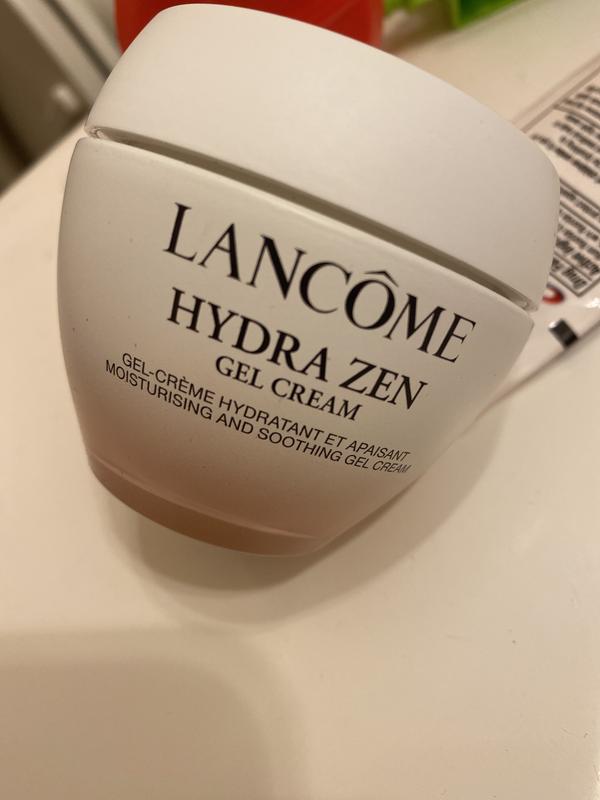 LANCÔME
HYDRA ZEN
GEL CREAM
GEL-CRÈME HYDRATANT ET APAISANT
MOISTURISING AND SOOTHING GEL CREAM